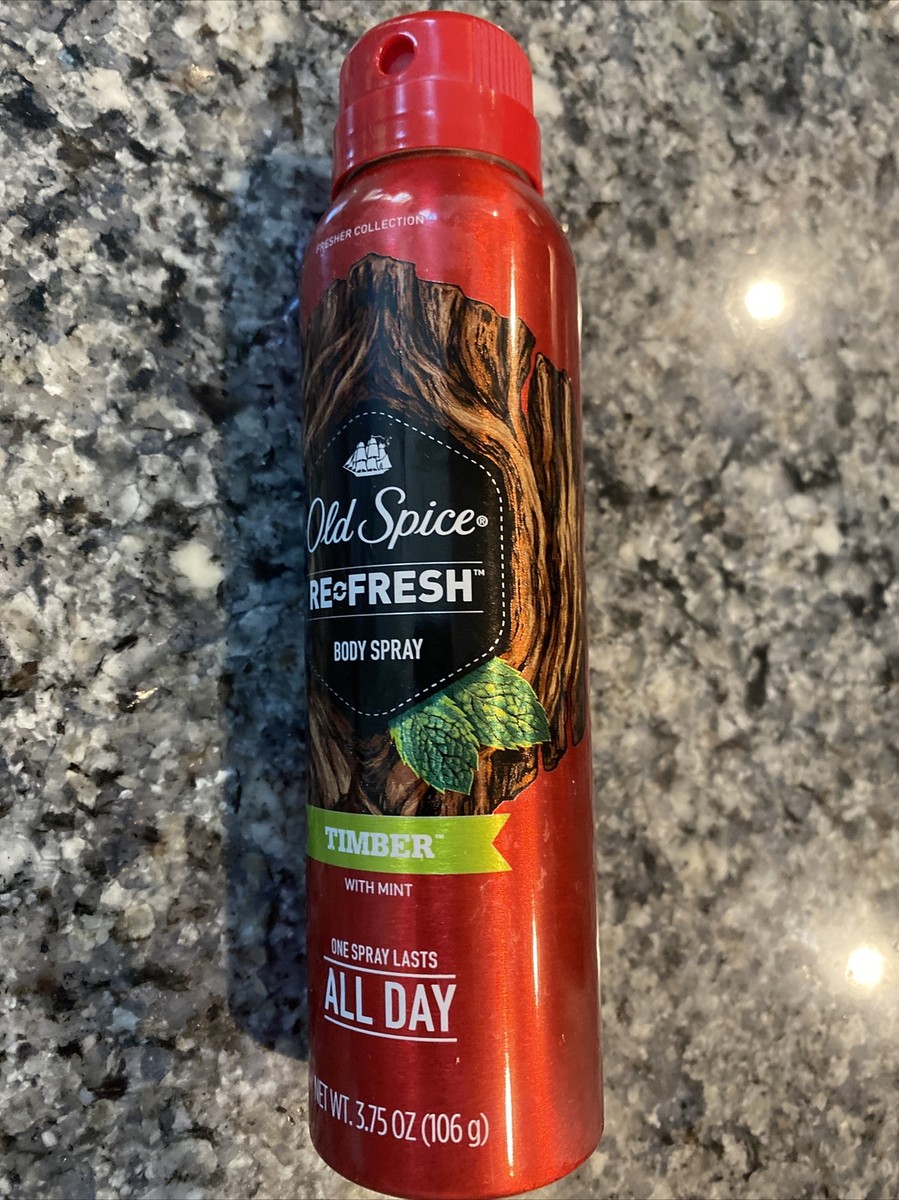 FRESHER COLLECTION™
Old Spice®
RE FRESH™
BODY SPRAY
TIMBER™
WITH MINT
ONE SPRAY LASTS
ALL DAY
NET WT. 3.75 OZ (106 g)